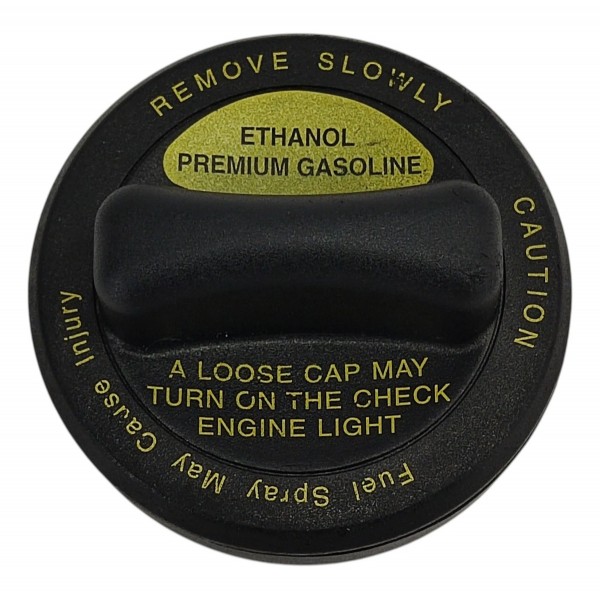 REMOVE SLOWLY
CAUTION
Fuel Spray May Cause Injury
ETHANOL
PREMIUM GASOLINE
A LOOSE CAP MAY
TURN ON THE CHECK
ENGINE LIGHT